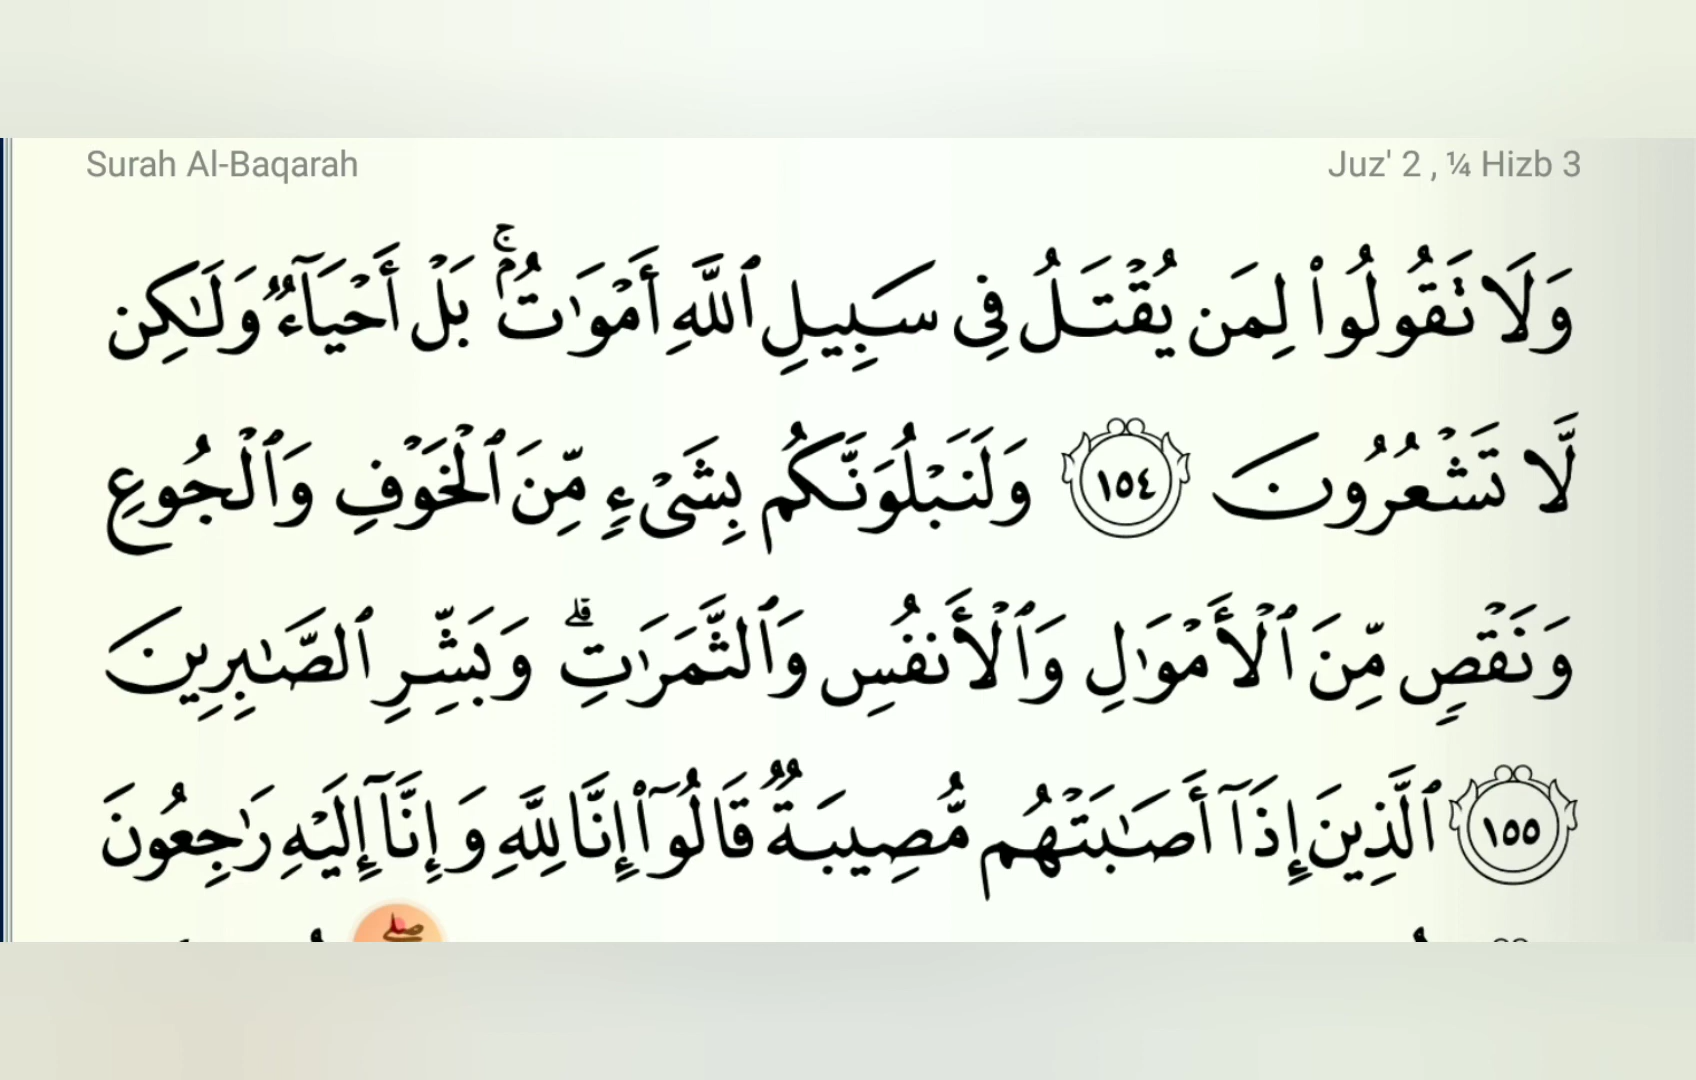 Surah Al-Baqarah
Juz' 2 , ¼ Hizb 3
وَلَا تَقُولُوا۟ لِمَن يُقْتَلُ فِى سَبِيلِ ٱللَّهِ أَمْوَٰتٌۢ ۚ بَلْ أَحْيَآءٌ وَلَـٰكِن
لَّا تَشْعُرُونَ ١٥٤ وَلَنَبْلُوَنَّكُم بِشَىْءٍ مِّنَ ٱلْخَوْفِ وَٱلْجُوعِ
وَنَقْصٍ مِّنَ ٱلْأَمْوَٰلِ وَٱلْأَنفُسِ وَٱلثَّمَرَٰتِ ۗ وَبَشِّرِ ٱلصَّـٰبِرِينَ
١٥٥ ٱلَّذِينَ إِذَآ أَصَـٰبَتْهُم مُّصِيبَةٌ قَالُوٓا۟ إِنَّا لِلَّهِ وَإِنَّآ إِلَيْهِ رَٰجِعُونَ